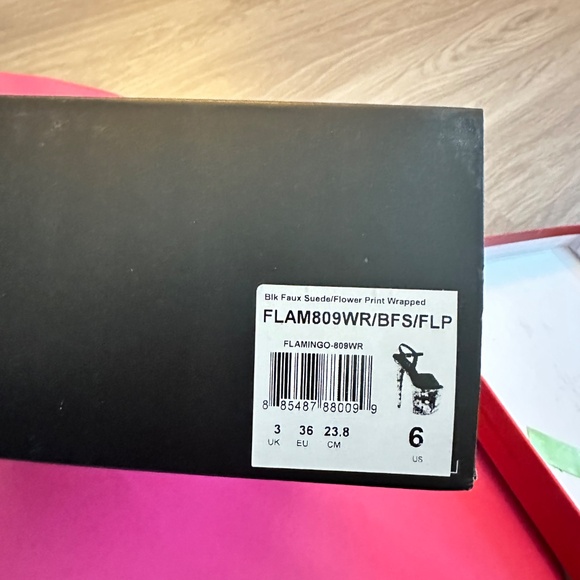 Blk Faux Suede/Flower Print Wrapped
FLAM809WR/BFS/FLP
FLAMINGO-809WR
8 85487 88009 9
3 36 23.8 6
UK EU CM US